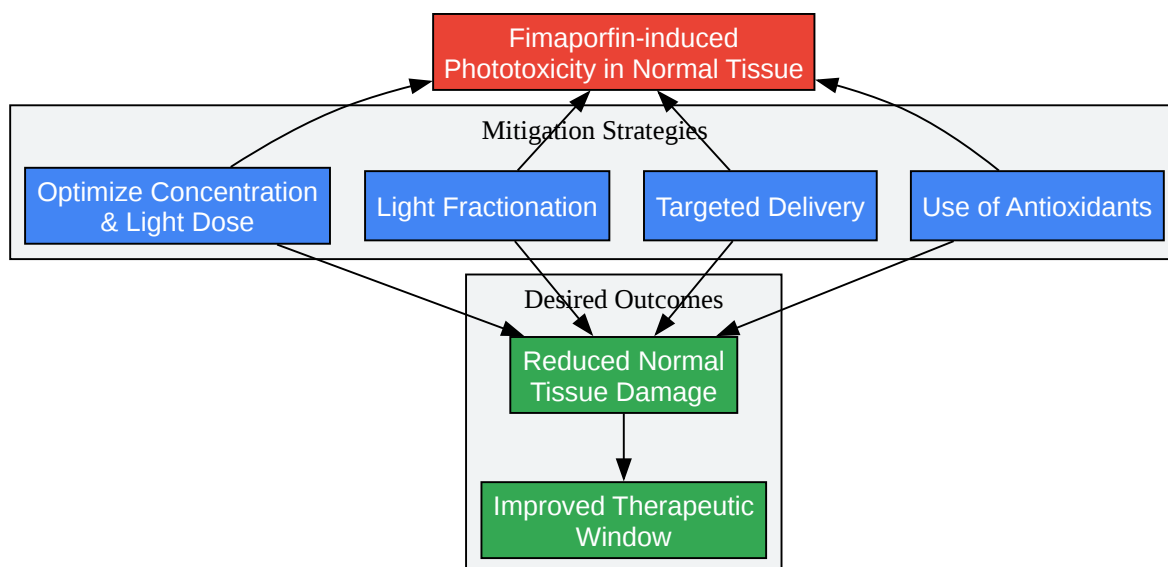 Fimaporfin-induced
Phototoxicity in Normal Tissue
Mitigation Strategies
Optimize Concentration
& Light Dose
Light Fractionation
Targeted Delivery
Use of Antioxidants
Desired Outcomes
Reduced Normal
Tissue Damage
Improved Therapeutic
Window